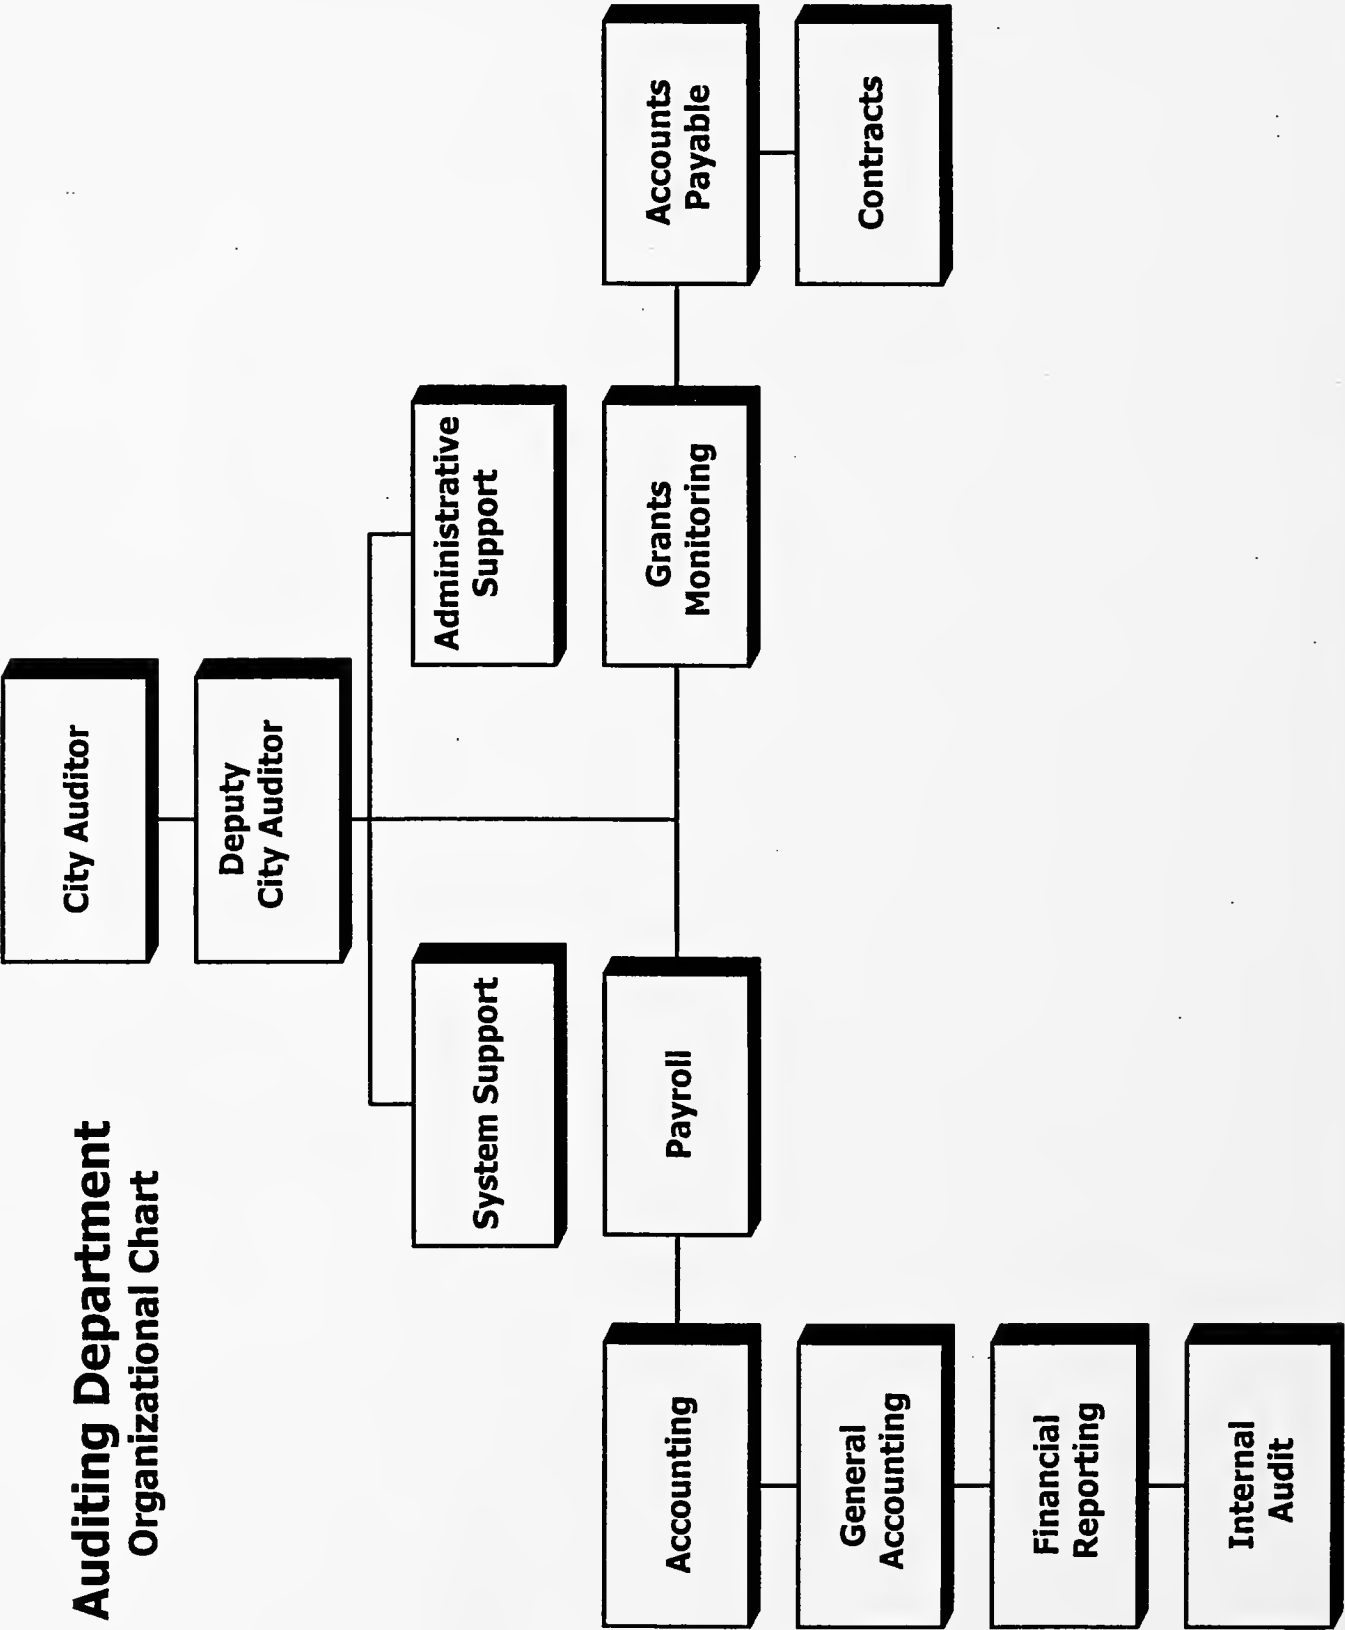 Auditing Department
Organizational Chart
City Auditor
Deputy
City Auditor
System Support
Administrative
Support
Accounting
Payroll
Grants
Monitoring
Accounts
Payable
General
Accounting
Contracts
Financial
Reporting
Internal
Audit